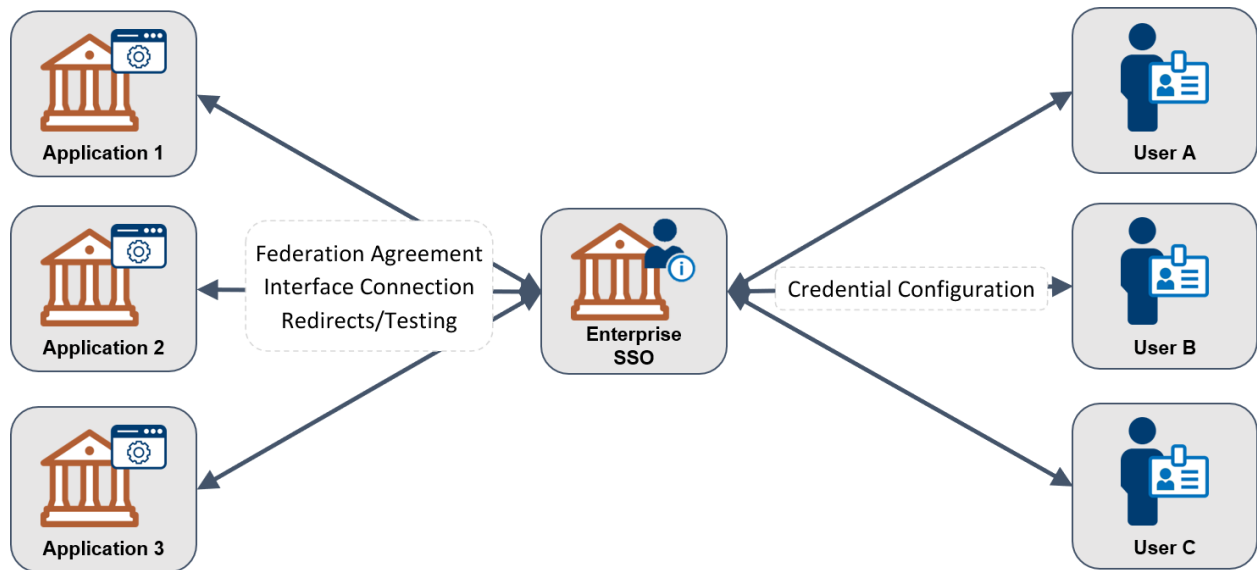 Application 1
Application 2
Application 3
Federation Agreement
Interface Connection
Redirects/Testing
Enterprise
SSO
Credential Configuration
User A
User B
User C